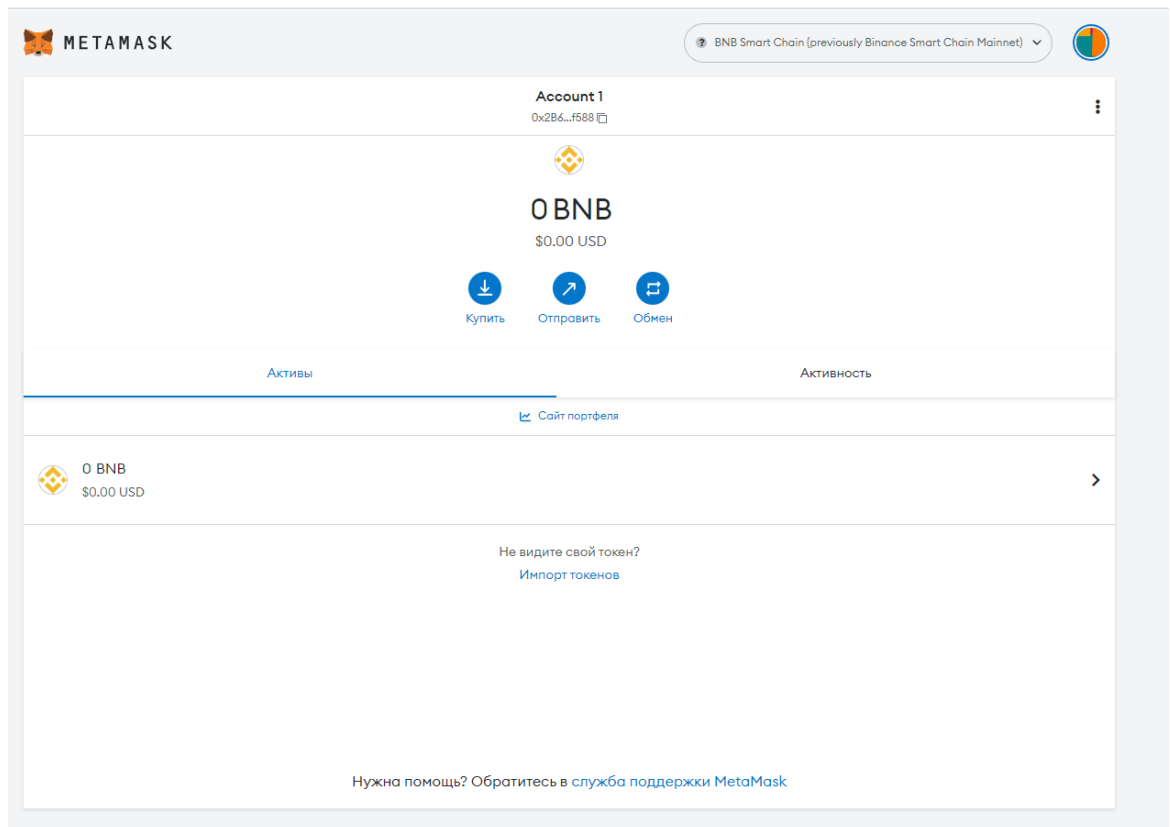 METAMASK
BNB Smart Chain (previously Binance Smart Chain Mainnet)
Account 1
0x2B6...f588
0 BNB
$0.00 USD
Купить
Отправить
Обмен
Активы
Активность
Сайт портфеля
0 BNB
$0.00 USD
Не видите свой токен?
Импорт токенов
Нужна помощь? Обратитесь в служба поддержки MetaMask